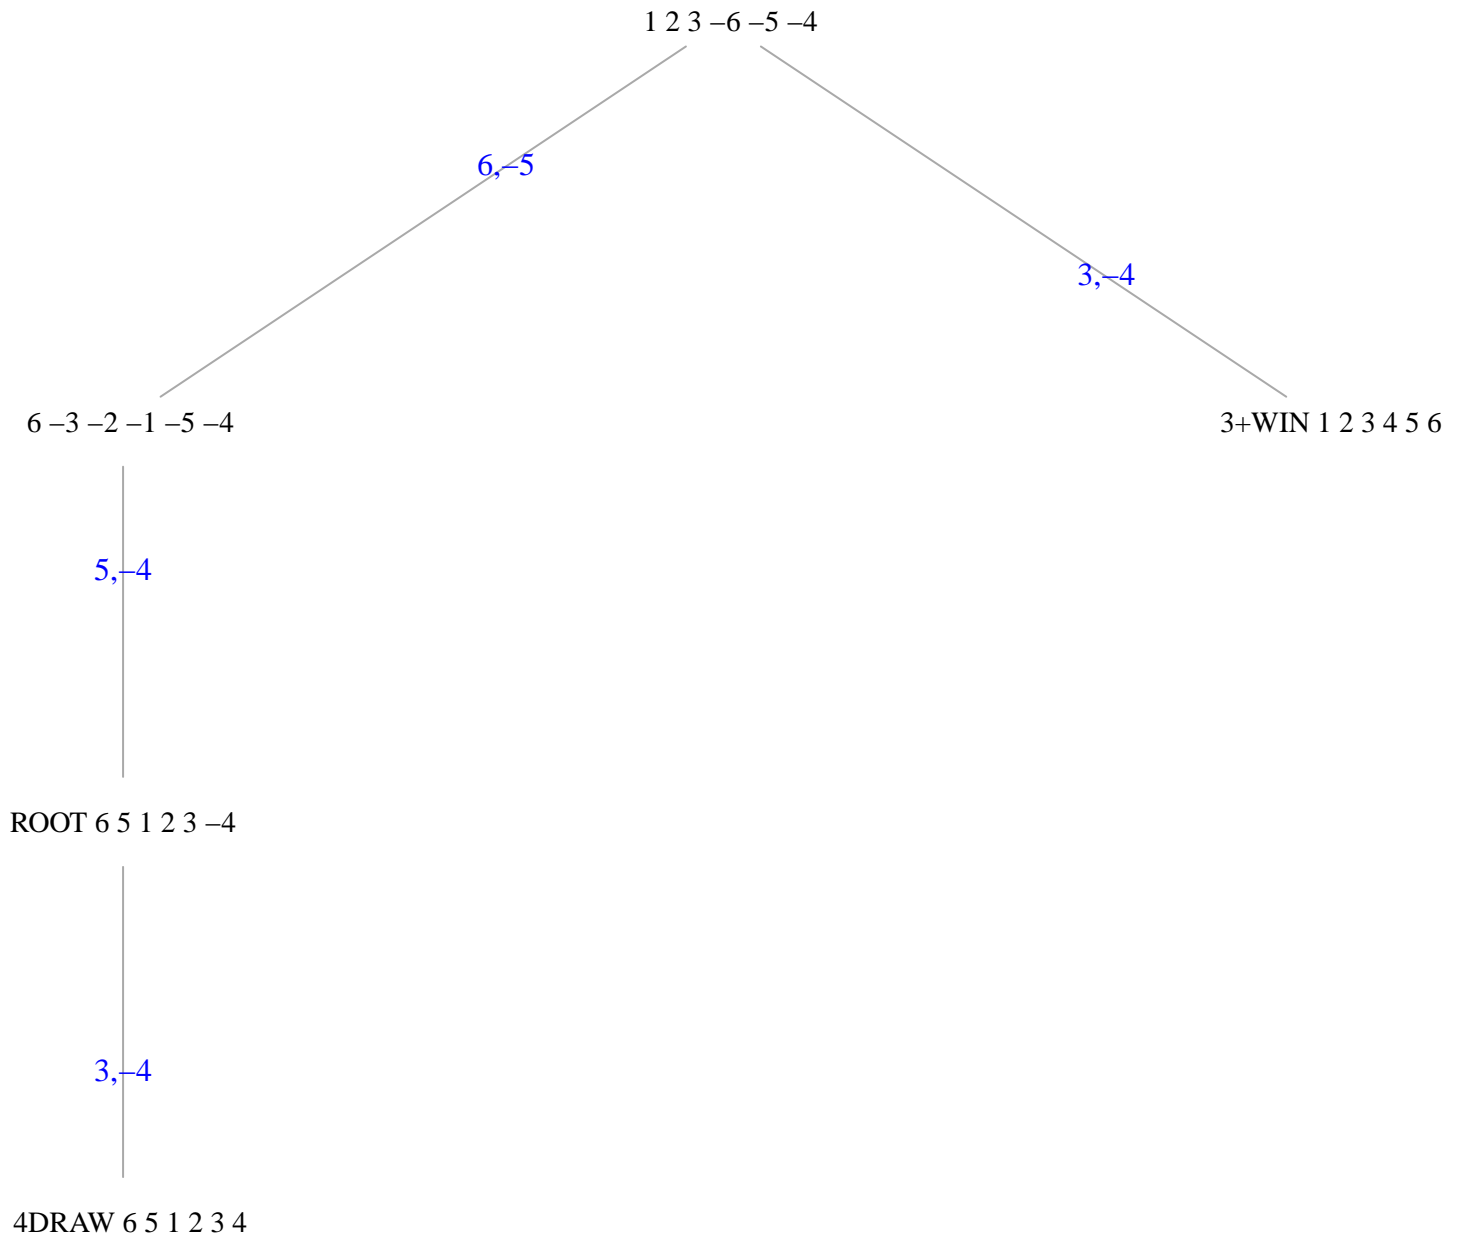 1 2 3 –6 –5 –4
6,–5
3,–4
6 –3 –2 –1 –5 –4
3+WIN 1 2 3 4 5 6
5,–4
ROOT 6 5 1 2 3 –4
3,–4
4DRAW 6 5 1 2 3 4